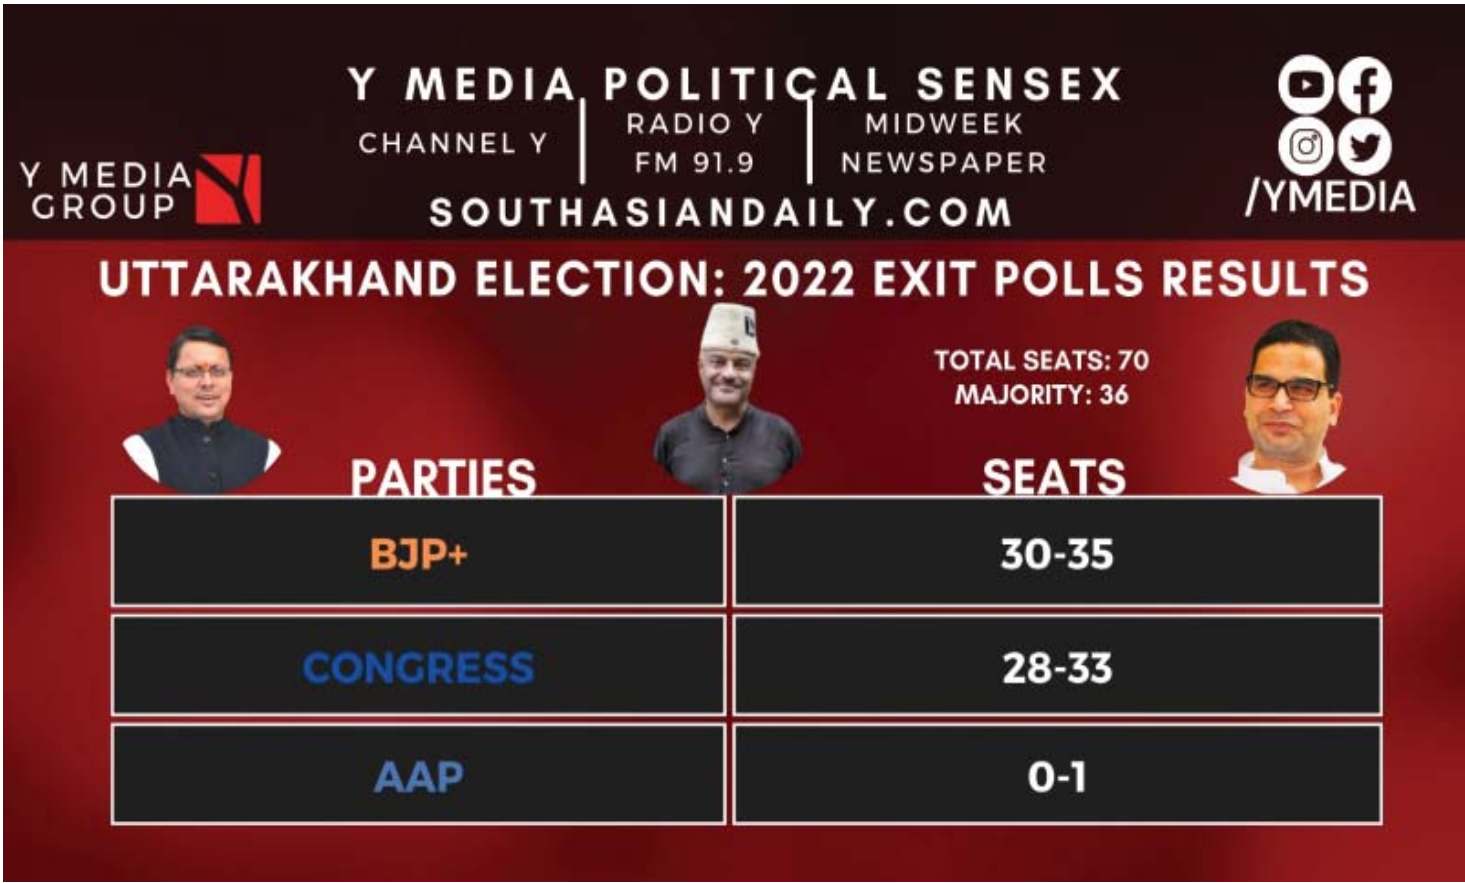 Y MEDIA POLITICAL SENSEX
CHANNEL Y
RADIO Y
FM 91.9
MIDWEEK
NEWSPAPER
SOUTHASIANDAILY.COM
Y MEDIA
GROUP
/YMEDIA
UTTARAKHAND ELECTION: 2022 EXIT POLLS RESULTS
TOTAL SEATS: 70
MAJORITY: 36
PARTIES SEATS
BJP+ 30-35
CONGRESS 28-33
AAP 0-1